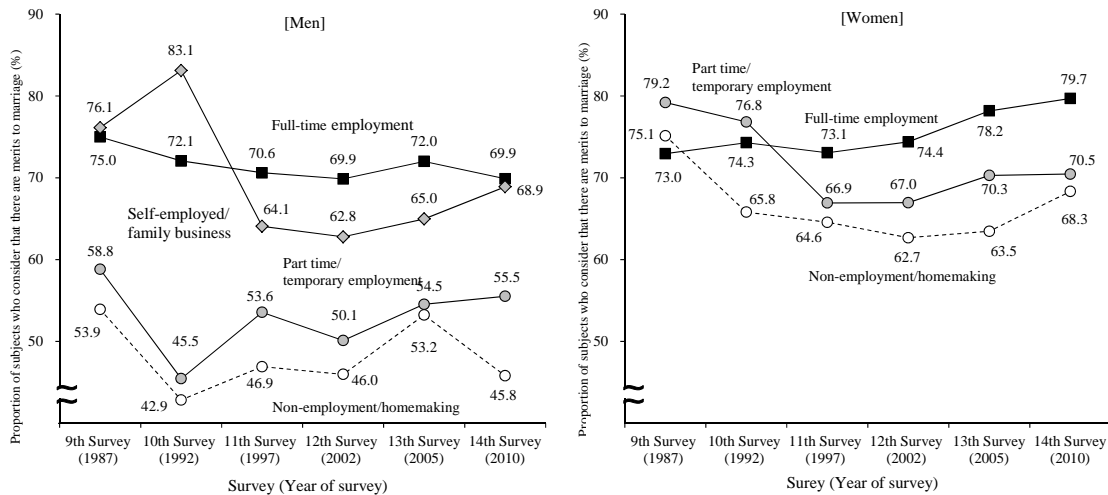 [Men]
Proportion of subjects who consider that there are merits to marriage (%)
90
80
70
60
50
76.1
83.1
75.0
72.1
70.6
69.9
72.0
69.9
Full-time employment
Self-employed/
family business
64.1
62.8
65.0
68.9
58.8
Part time/
temporary employment
45.5
53.6
50.1
54.5
55.5
53.9
42.9
46.9
46.0
53.2
45.8
Non-employment/homemaking
9th Survey
(1987)
10th Survey
(1992)
11th Survey
(1997)
12th Survey
(2002)
13th Survey
(2005)
14th Survey
(2010)
Survey (Year of survey)
[Women]
Proportion of subjects who consider that there are merits to marriage (%)
90
80
70
60
50
79.2
Part time/
temporary employment
76.8
Full-time employment
75.1
73.0
74.3
73.1
74.4
78.2
79.7
65.8
66.9
67.0
70.3
70.5
64.6
62.7
63.5
68.3
Non-employment/homemaking
9th Survey
(1987)
10th Survey
(1992)
11th Survey
(1997)
12th Survey
(2002)
13th Survey
(2005)
14th Survey
(2010)
Surey (Year of survey)